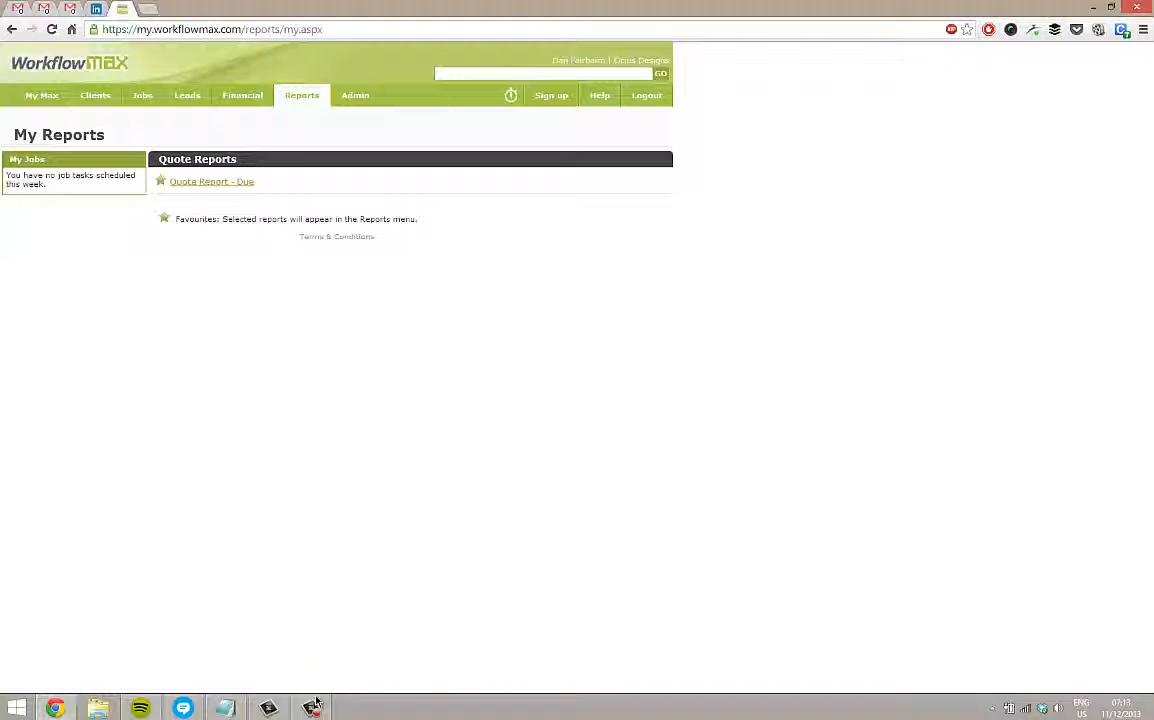 https://my.workflowmax.com/reports/my.aspx
WorkflowMAX
Dan Fairbairn | Ocius Designs
GO
My Max Clients Jobs Leads Financial Reports Admin Sign up Help Logout
My Reports
My Jobs
You have no job tasks scheduled
this week.
Quote Reports
Quote Report - Due
Favourites: Selected reports will appear in the Reports menu.
Terms & Conditions
ENG
US
07:13
11/12/2013